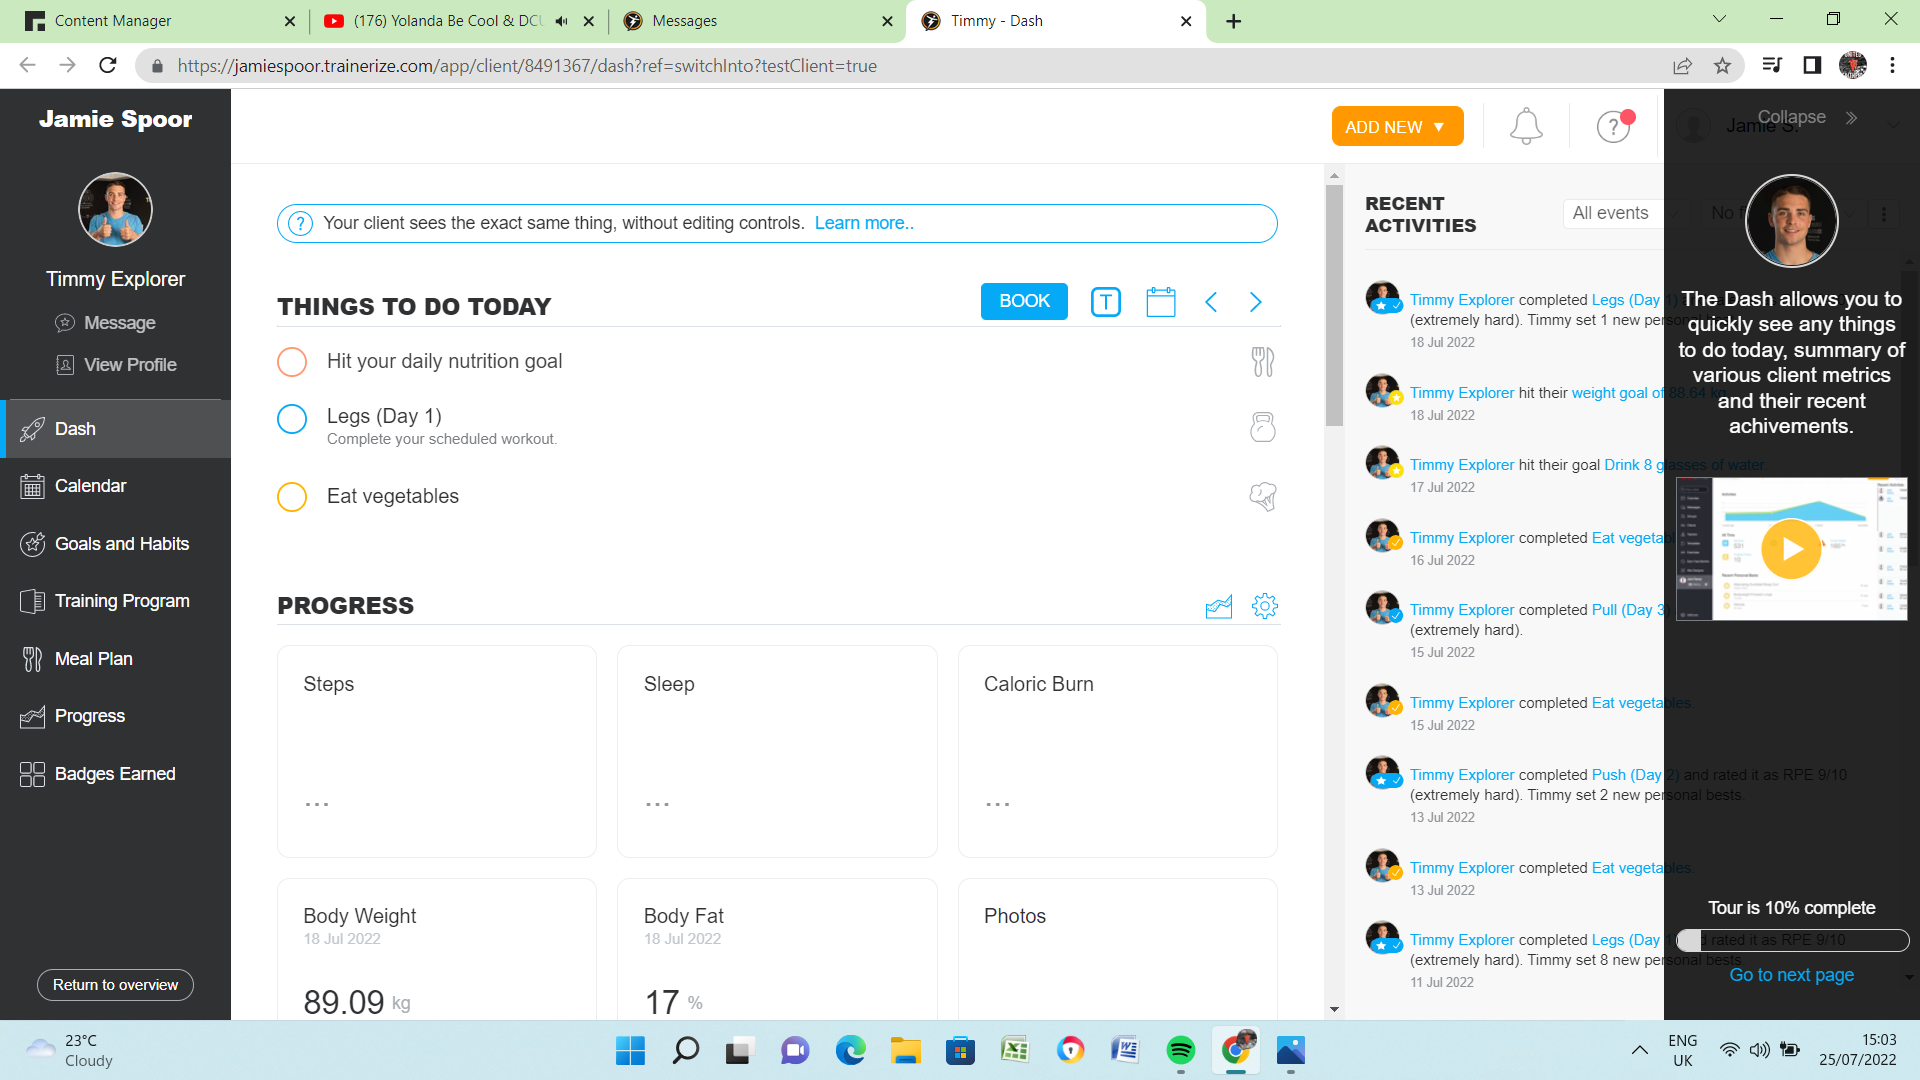 Content Manager
(176) Yolanda Be Cool & DCU
Messages
Timmy - Dash
https://jamiespoor.trainerize.com/app/client/8491367/dash?ref=switchInto?testClient=true
Jamie Spoor
Timmy Explorer
Message
View Profile
Dash
Calendar
Goals and Habits
Training Program
Meal Plan
Progress
Badges Earned
Return to overview
ADD NEW
?
Jamie S.
Collapse
? Your client sees the exact same thing, without editing controls. Learn more..
THINGS TO DO TODAY
BOOK
T
Hit your daily nutrition goal
Legs (Day 1)
Complete your scheduled workout.
Eat vegetables
PROGRESS
Steps
...
Sleep
...
Caloric Burn
...
Body Weight
18 Jul 2022
89.09 kg
Body Fat
18 Jul 2022
17 %
Photos
RECENT
ACTIVITIES
All events
Timmy Explorer completed Legs (Day 1)
(extremely hard). Timmy set 1 new personal
18 Jul 2022
Timmy Explorer hit their weight goal of 88.64 kg.
18 Jul 2022
Timmy Explorer hit their goal Drink 8 glasses of water.
17 Jul 2022
Timmy Explorer completed Eat vegetab
16 Jul 2022
Timmy Explorer completed Pull (Day 3)
(extremely hard).
15 Jul 2022
Timmy Explorer completed Eat vegetables.
15 Jul 2022
Timmy Explorer completed Push (Day 2) and rated it as RPE 9/10
(extremely hard). Timmy set 2 new personal bests.
13 Jul 2022
Timmy Explorer completed Eat vegetables.
13 Jul 2022
Timmy Explorer completed Legs (Day 1) and rated it as RPE 9/10
(extremely hard). Timmy set 8 new personal bests.
11 Jul 2022
The Dash allows you to
quickly see any things
to do today, summary of
various client metrics
and their recent
achivements.
Tour is 10% complete
Go to next page
23°C
Cloudy
ENG
UK
15:03
25/07/2022